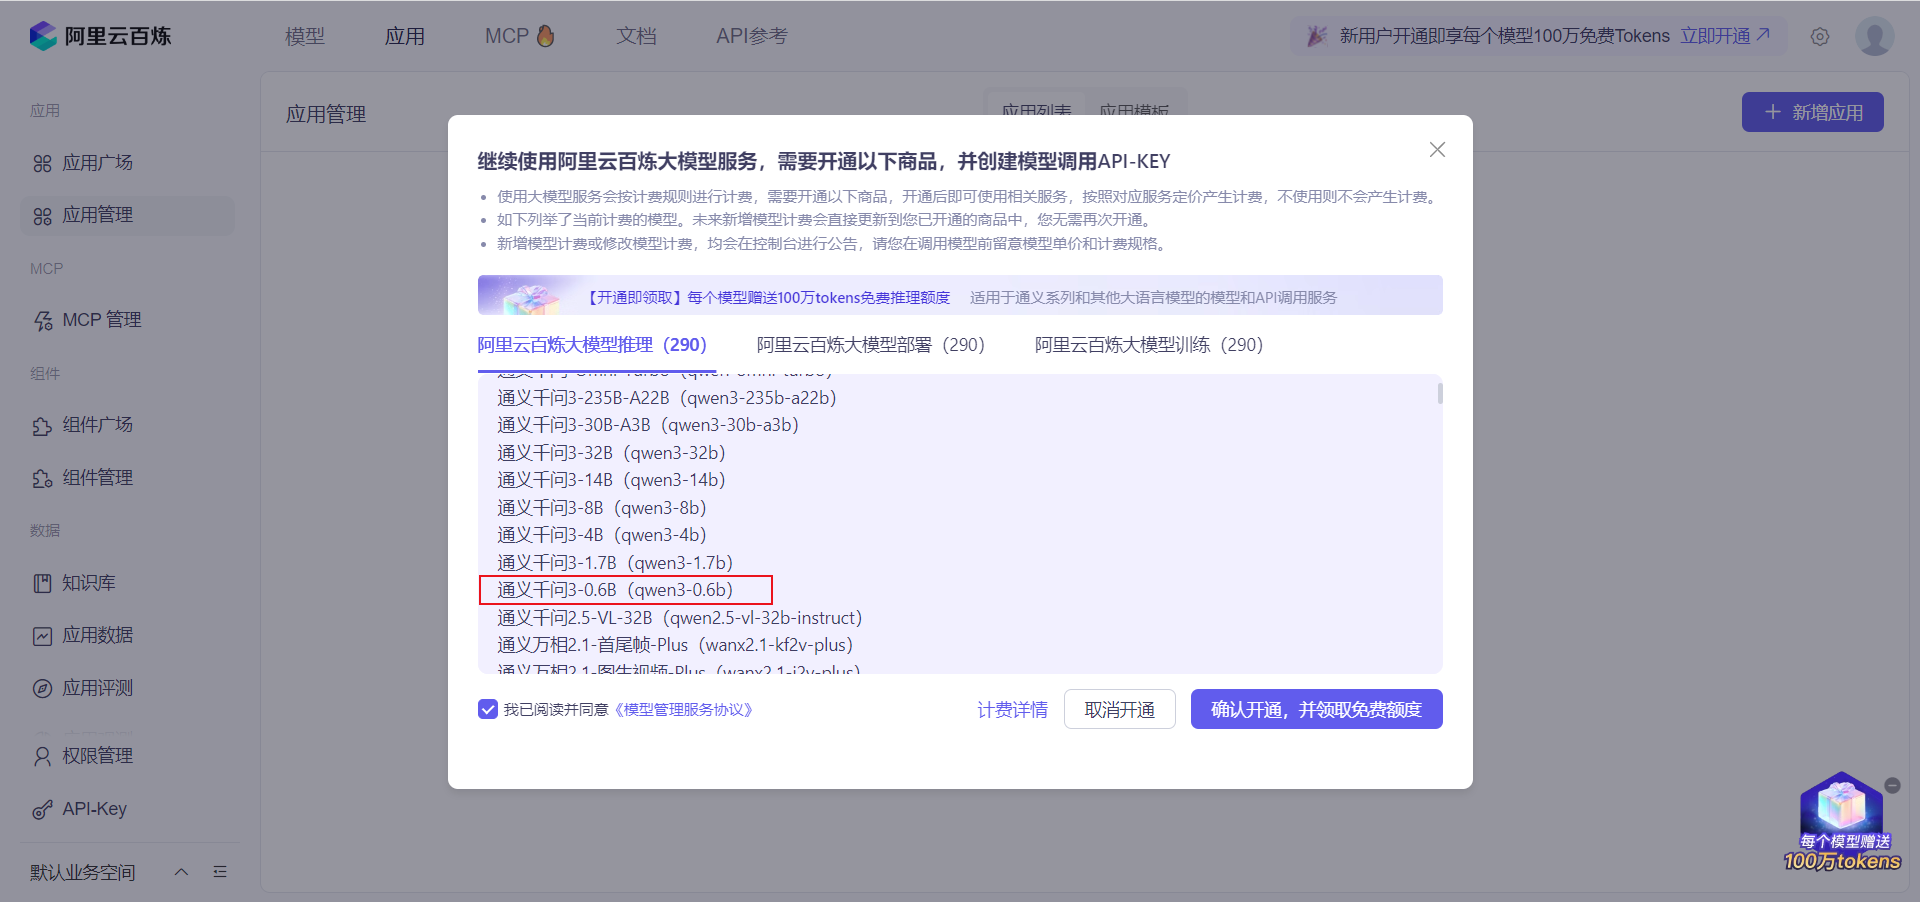 阿里云百炼
模型
应用
MCP
文档
API参考
新用户开通即享每个模型100万免费Tokens 立即开通
应用
应用广场
应用管理
MCP
MCP 管理
组件
组件广场
组件管理
数据
知识库
应用数据
应用评测
权限管理
API-Key
默认业务空间
应用管理
应用列表
应用模板
新增应用
继续使用阿里云百炼大模型服务，需要开通以下商品，并创建模型调用API-KEY
使用大模型服务会按计费规则进行计费，需要开通以下商品，开通后即可使用相关服务，按照对应服务定价产生计费，不使用则不会产生计费。
如下列举了当前计费的模型。未来新增模型计费会直接更新到您已开通的商品中，您无需再次开通。
新增模型计费或修改模型计费，均会在控制台进行公告，请您在调用模型前留意模型单价和计费规格。
【开通即领取】每个模型赠送100万tokens免费推理额度 适用于通义系列和其他大语言模型的模型和API调用服务
阿里云百炼大模型推理（290）
阿里云百炼大模型部署（290）
阿里云百炼大模型训练（290）
通义千问-Omni-Turbo（qwen-omni-turbo）
通义千问3-235B-A22B（qwen3-235b-a22b）
通义千问3-30B-A3B（qwen3-30b-a3b）
通义千问3-32B（qwen3-32b）
通义千问3-14B（qwen3-14b）
通义千问3-8B（qwen3-8b）
通义千问3-4B（qwen3-4b）
通义千问3-1.7B（qwen3-1.7b）
通义千问3-0.6B（qwen3-0.6b）
通义千问2.5-VL-32B（qwen2.5-vl-32b-instruct）
通义万相2.1-首尾帧-Plus（wanx2.1-kf2v-plus）
通义万相2.1-图生视频-Plus（wanx2.1-i2v-plus）
我已阅读并同意《模型管理服务协议》
计费详情
取消开通
确认开通，并领取免费额度
每个模型赠送
100万tokens